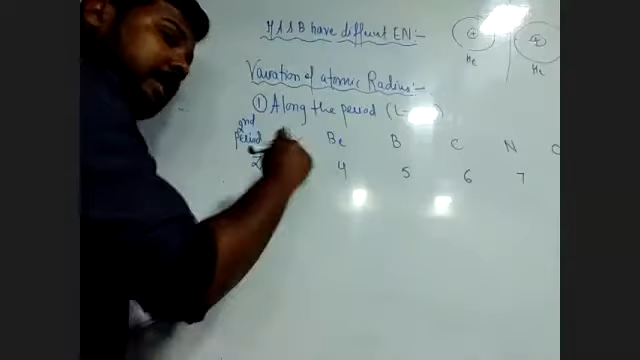 If A & B have different EN:-
+
He
He
Variation of atomic Radius:-
① Along the period (L-
2nd
period Be B C N O
Z 4 5 6 7